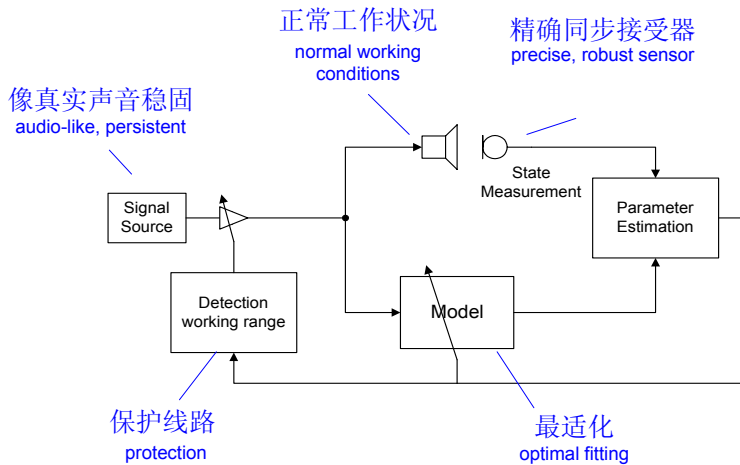 正常工作状况
normal working
conditions
精确同步接受器
precise, robust sensor
像真实声音稳固
audio-like, persistent
State
Measurement
Signal
Source
Parameter
Estimation
Detection
working range
Model
保护线路
protection
最适化
optimal fitting